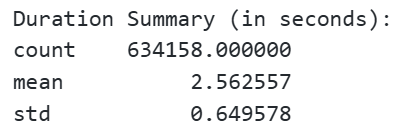 Duration Summary (in seconds):
count    634158.000000
mean          2.562557
std           0.649578